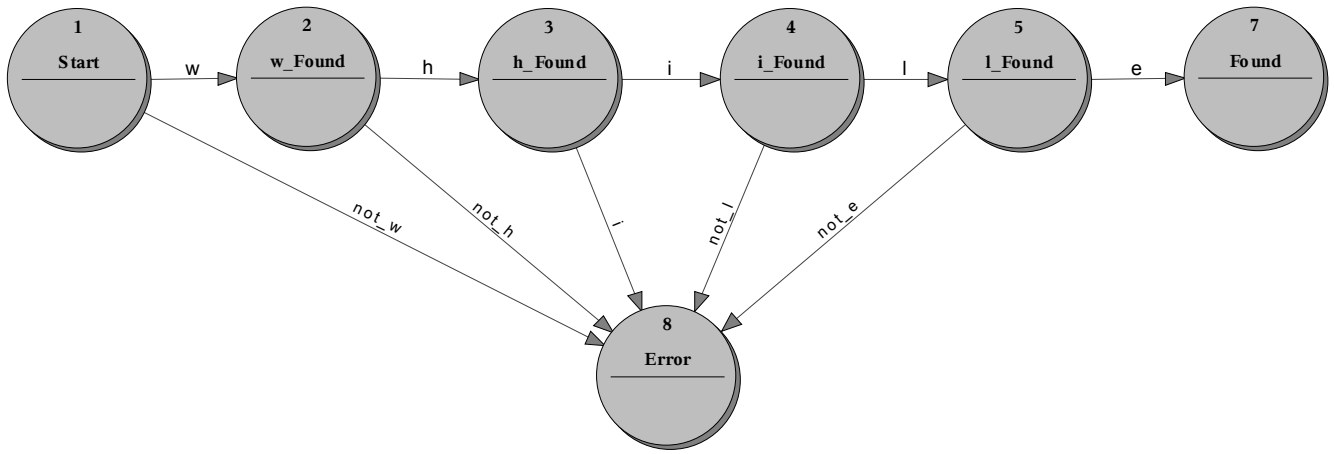 1
Start
w
2
w_Found
h
3
h_Found
i
4
i_Found
l
5
l_Found
e
7
Found
not_w
not_h
i
not_l
not_e
8
Error